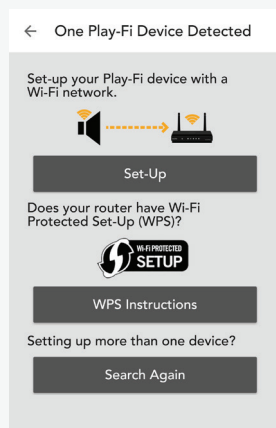 One Play-Fi Device Detected
Set-up your Play-Fi device with a
Wi-Fi network.
Set-Up
Does your router have Wi-Fi
Protected Set-Up (WPS)?
Wi-Fi PROTECTED
SETUP
WPS Instructions
Setting up more than one device?
Search Again